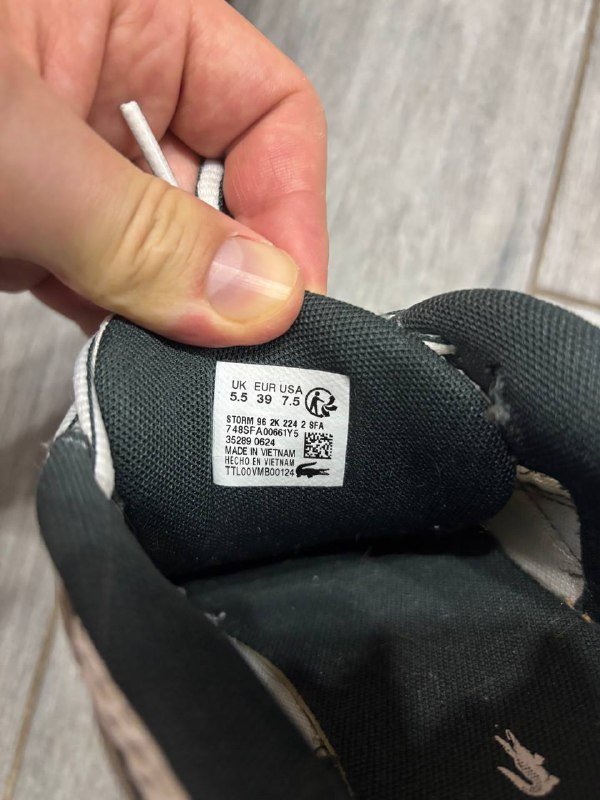 UK EUR USA
5.5 39 7.5
STORM 96 2K 224 2 SFA
748SFA00661Y5
35289 0624
MADE IN VIETNAM
HECHO EN VIETNAM
TTL00VMB00124